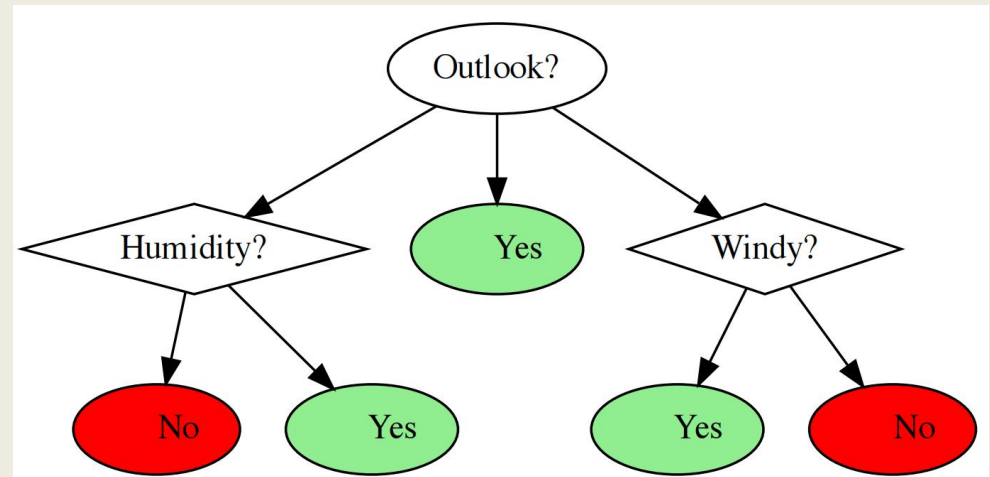 Outlook?
Humidity?
Yes
Windy?
No
Yes
Yes
No